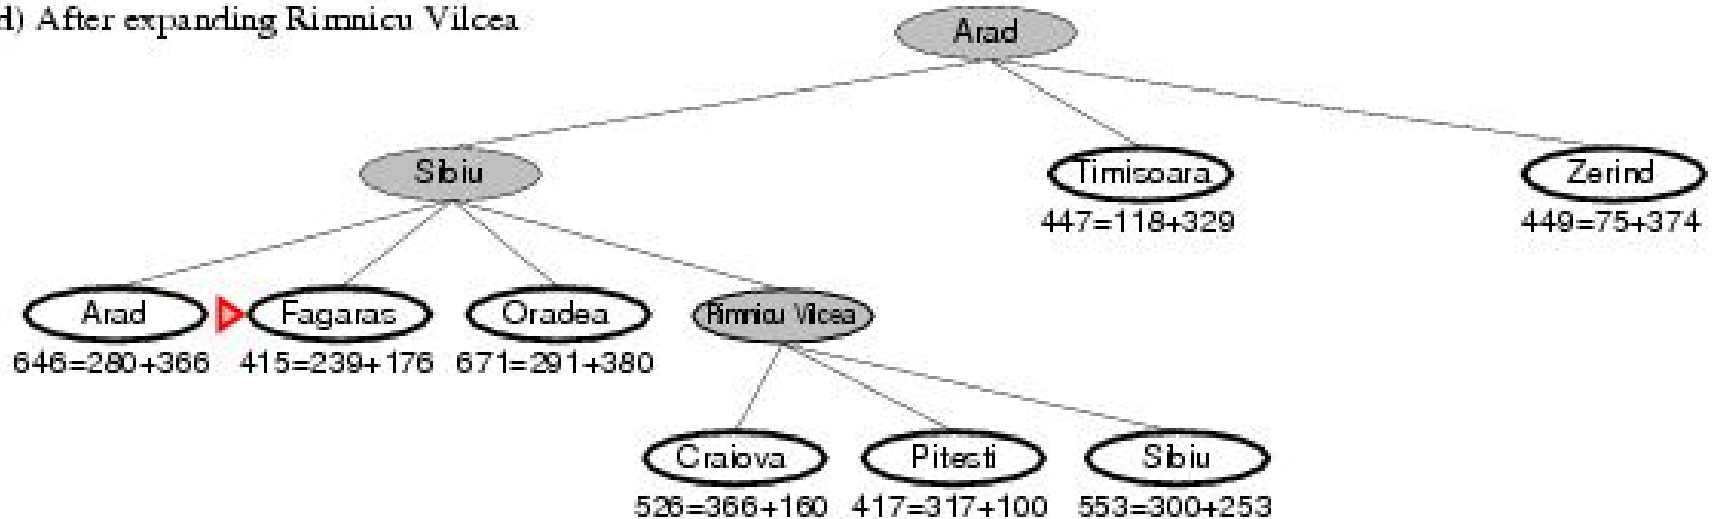 d) After expanding Rimnicu Vilcea
Arad
Sibiu
Timisoara
Zerind
447=118+329
449=75+374
Arad
Fagaras
Oradea
Rimnicu Vilcea
646=280+366
415=239+176
671=291+380
Craiova
Pitesti
Sibiu
526=366+160
417=317+100
553=300+253